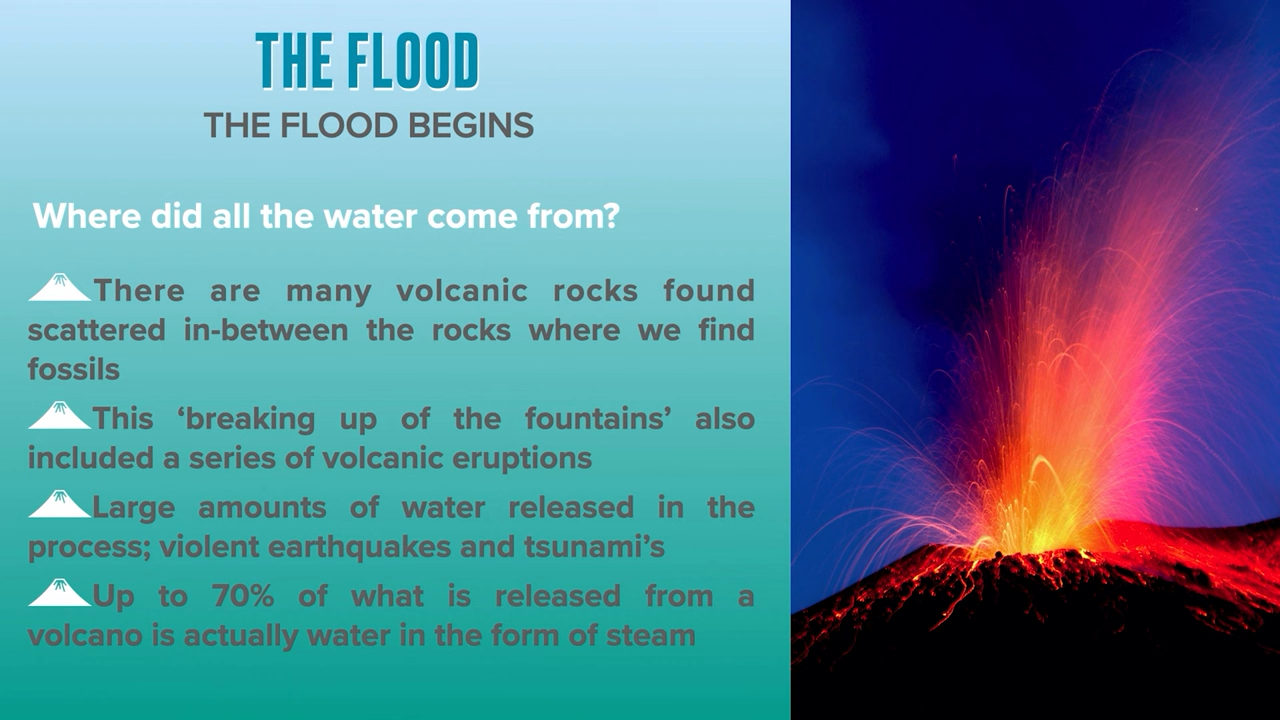 THE FLOOD
THE FLOOD BEGINS
Where did all the water come from?
There are many volcanic rocks found
scattered in-between the rocks where we find
fossils
This ‘breaking up of the fountains’ also
included a series of volcanic eruptions
Large amounts of water released in the
process; violent earthquakes and tsunami’s
Up to 70% of what is released from a
volcano is actually water in the form of steam